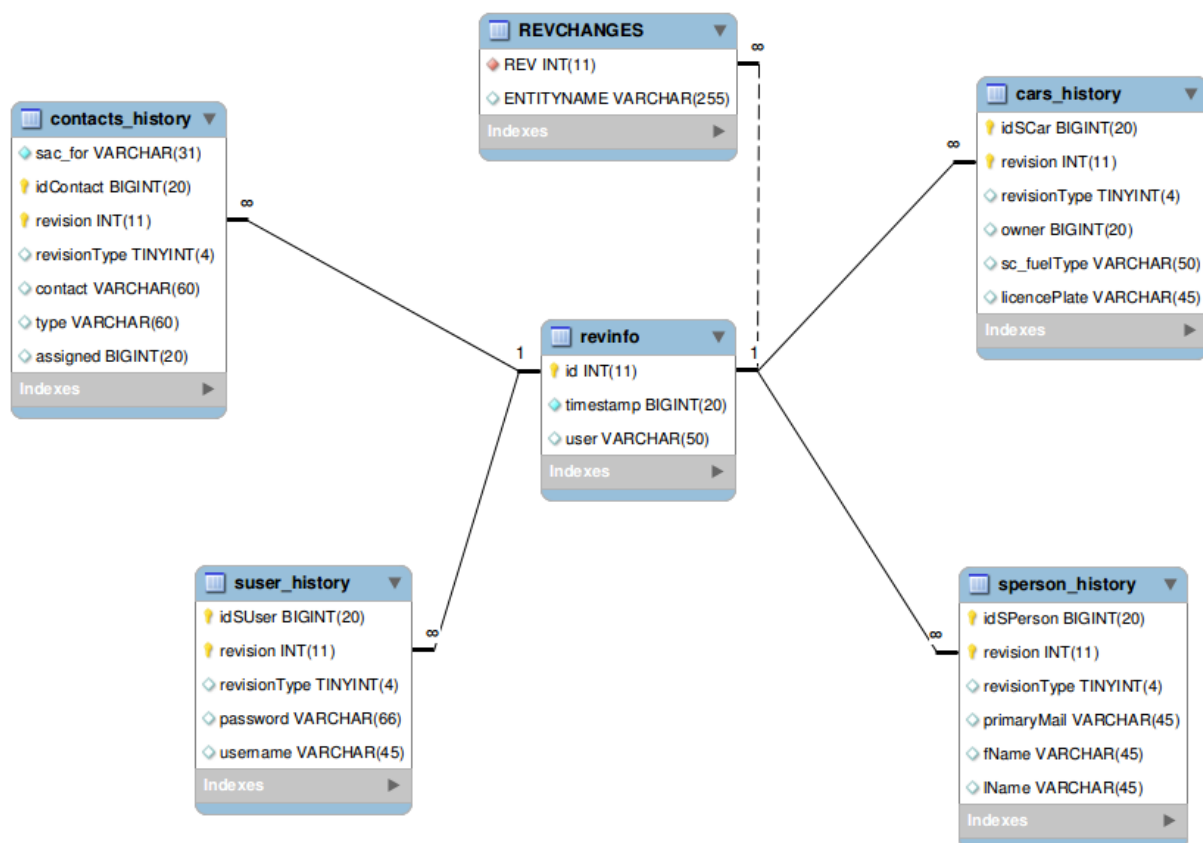 REVCHANGES
REV INT(11)
ENTITYNAME VARCHAR(255)
Indexes
∞
contacts_history
sac_for VARCHAR(31)
idContact BIGINT(20)
revision INT(11)
revisionType TINYINT(4)
contact VARCHAR(60)
type VARCHAR(60)
assigned BIGINT(20)
Indexes
∞
cars_history
idSCar BIGINT(20)
revision INT(11)
revisionType TINYINT(4)
owner BIGINT(20)
sc_fuelType VARCHAR(50)
licencePlate VARCHAR(45)
Indexes
∞
revinfo
id INT(11)
timestamp BIGINT(20)
user VARCHAR(50)
Indexes
1
1
suser_history
idSUser BIGINT(20)
revision INT(11)
revisionType TINYINT(4)
password VARCHAR(66)
username VARCHAR(45)
Indexes
∞
sperson_history
idSPerson BIGINT(20)
revision INT(11)
revisionType TINYINT(4)
primaryMail VARCHAR(45)
fName VARCHAR(45)
lName VARCHAR(45)
Indexes
∞